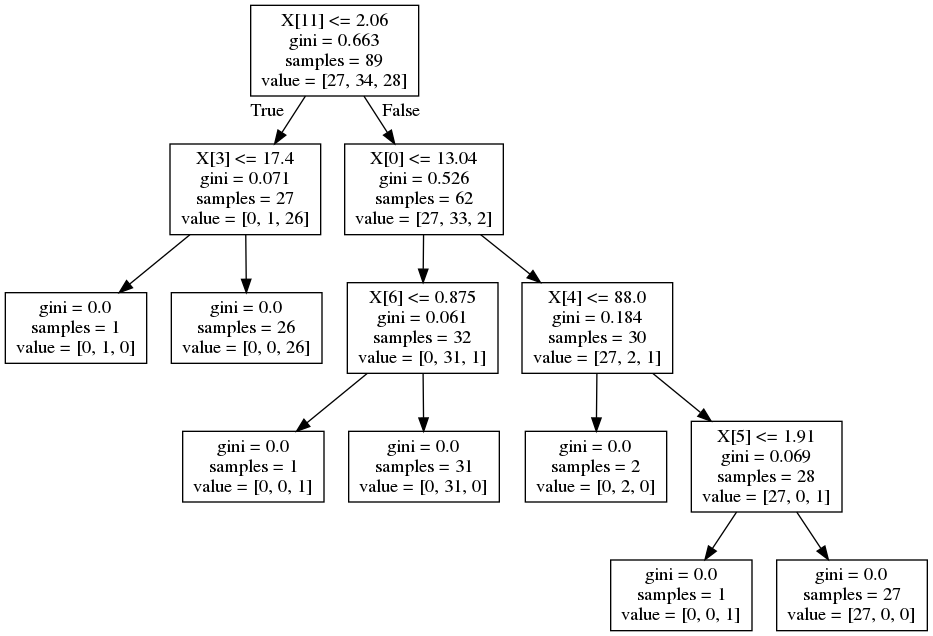 X[11] <= 2.06
gini = 0.663
samples = 89
value = [27, 34, 28]
True
False
X[3] <= 17.4
gini = 0.071
samples = 27
value = [0, 1, 26]
X[0] <= 13.04
gini = 0.526
samples = 62
value = [27, 33, 2]
gini = 0.0
samples = 1
value = [0, 1, 0]
gini = 0.0
samples = 26
value = [0, 0, 26]
X[6] <= 0.875
gini = 0.061
samples = 32
value = [0, 31, 1]
X[4] <= 88.0
gini = 0.184
samples = 30
value = [27, 2, 1]
gini = 0.0
samples = 1
value = [0, 0, 1]
gini = 0.0
samples = 31
value = [0, 31, 0]
gini = 0.0
samples = 2
value = [0, 2, 0]
X[5] <= 1.91
gini = 0.069
samples = 28
value = [27, 0, 1]
gini = 0.0
samples = 1
value = [0, 0, 1]
gini = 0.0
samples = 27
value = [27, 0, 0]